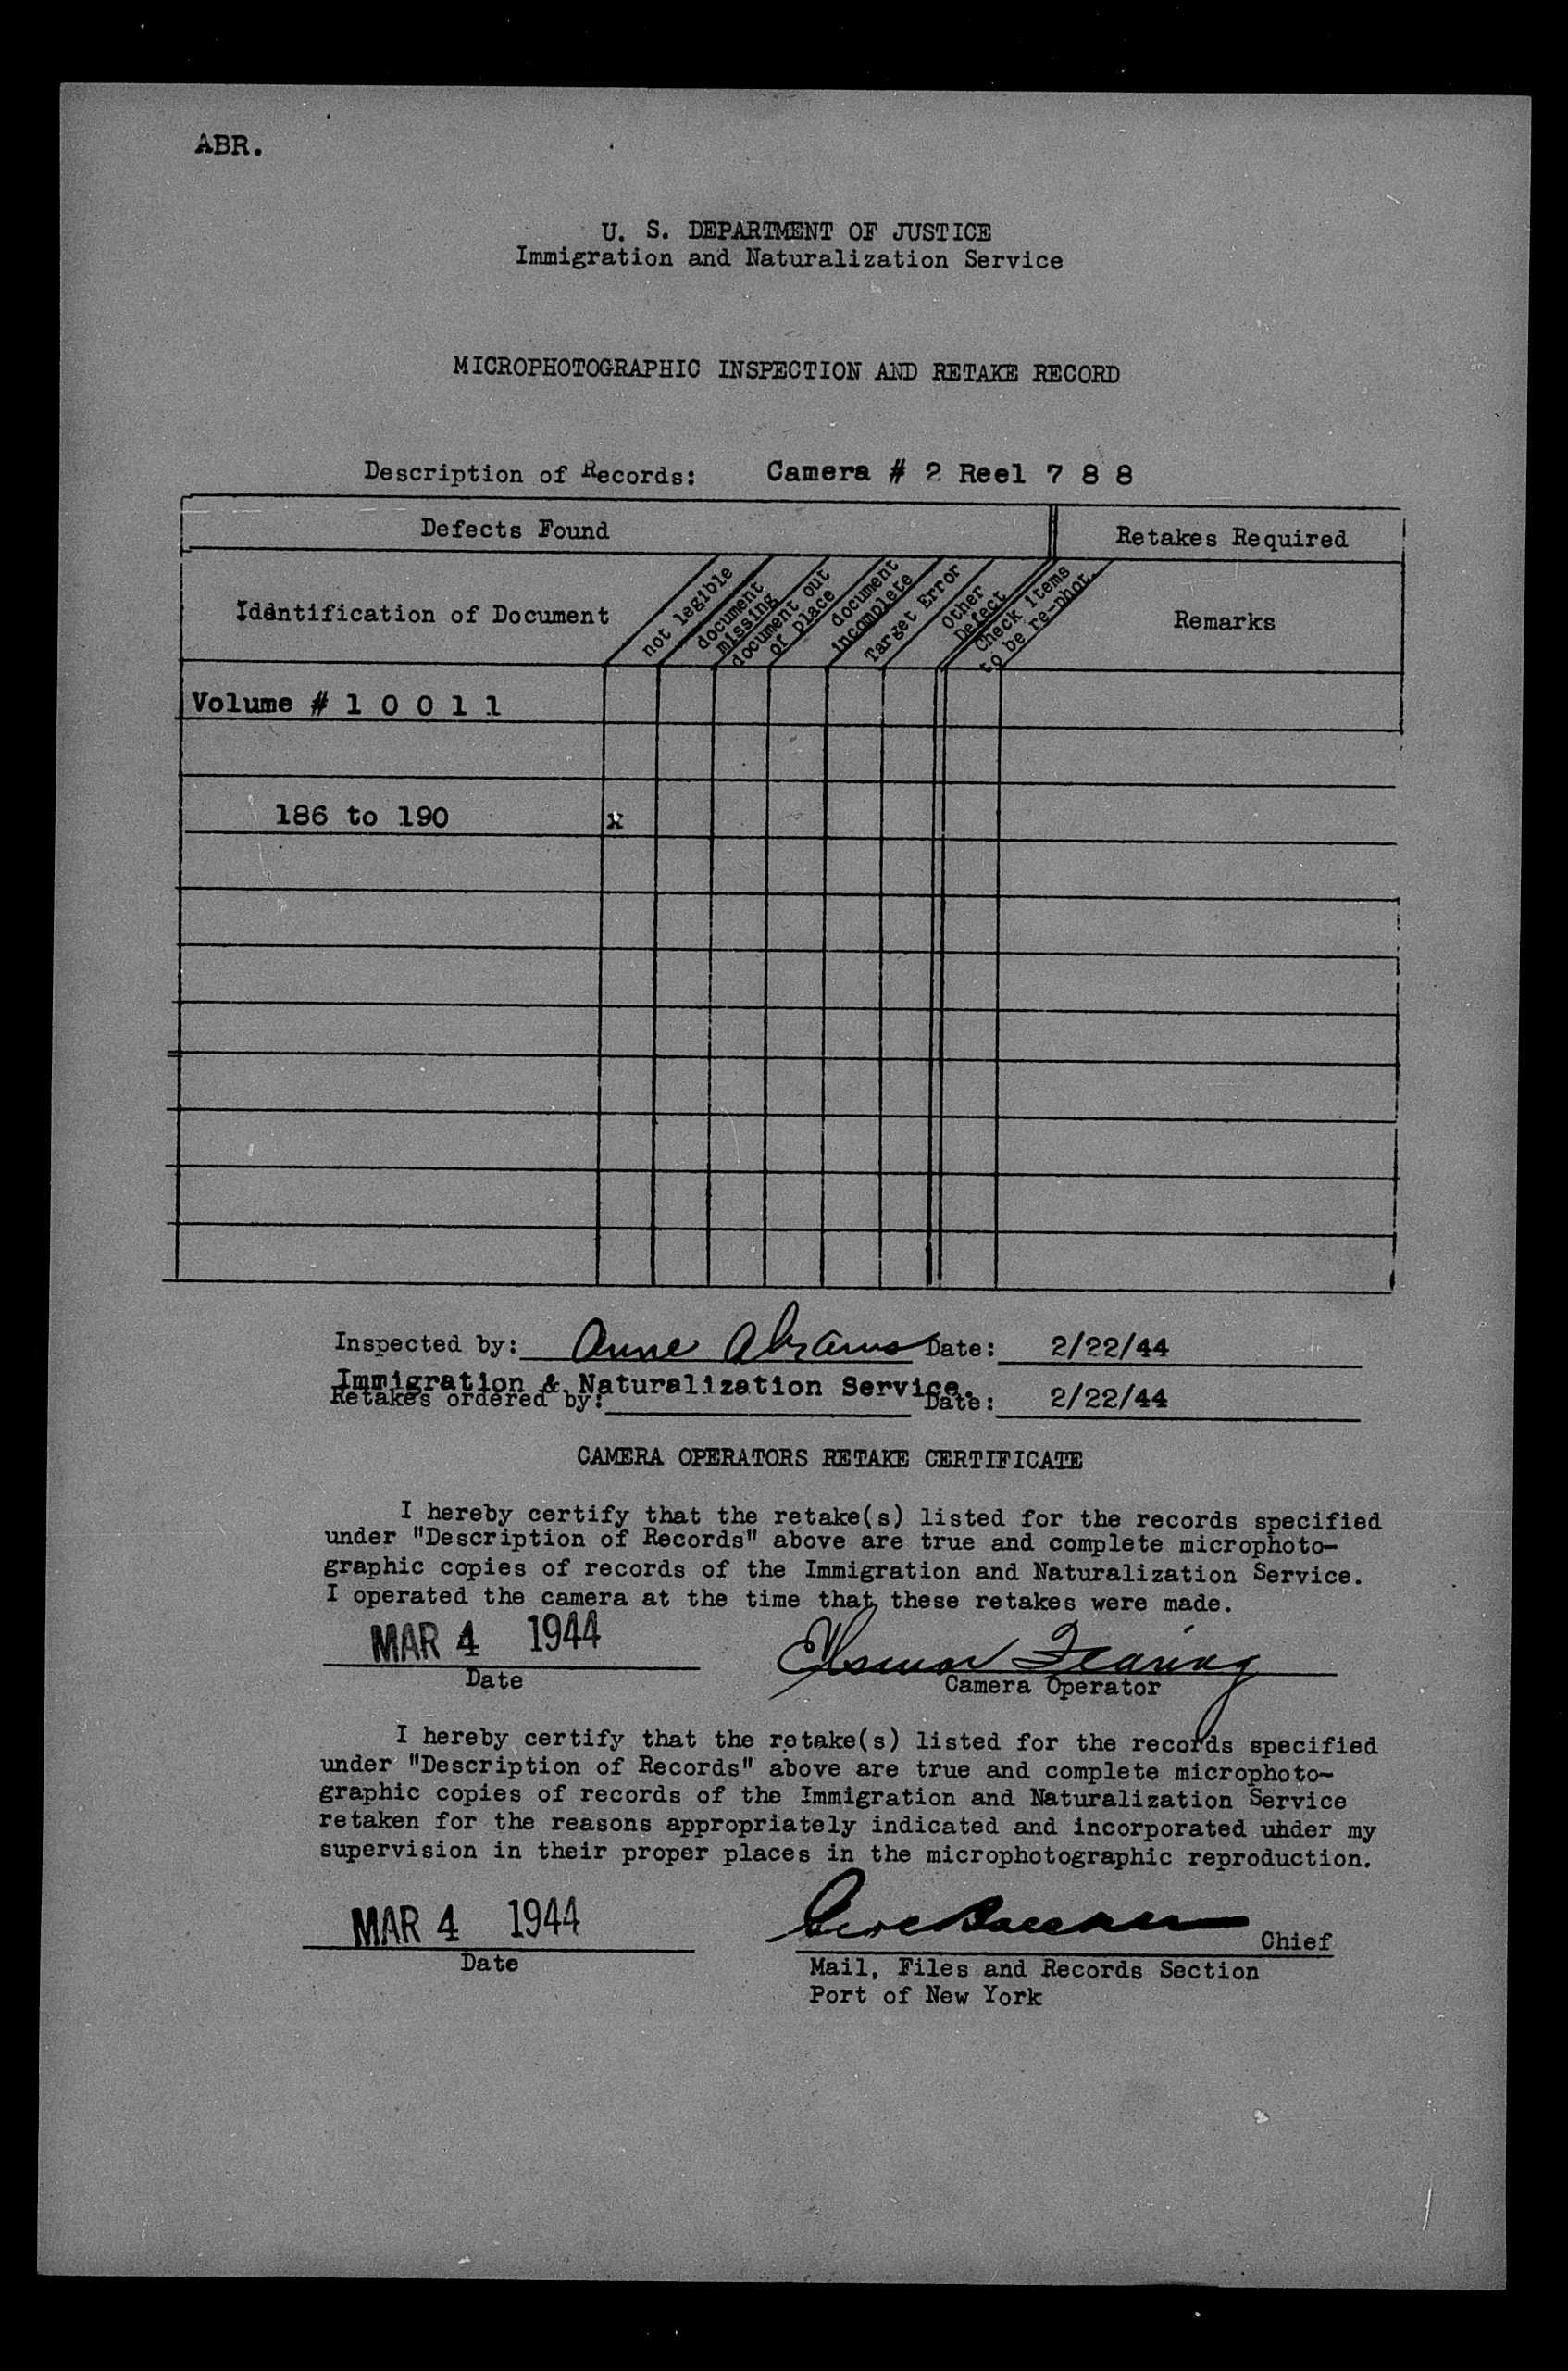 ABR.
U. S. DEPARTMENT OF JUSTICE
Immigration and Naturalization Service
MICROPHOTOGRAPHIC INSPECTION AND RETAKE RECORD
Description of Records: Camera # 2 Reel 7 8 8
Defects Found
Retakes Required
Idèntification of Document
not legible
document missing
document out of place
document incomplete
Target Error
Other Defect
Check items to be re-phot.
Remarks
Volume # 1 0 0 1 1
186 to 190 x
Inspected by: Anne Abrams Date: 2/22/44
Immigration & Naturalization Service.
Retakes ordered by: Date: 2/22/44
CAMERA OPERATORS RETAKE CERTIFICATE
I hereby certify that the retake(s) listed for the records specified
under "Description of Records" above are true and complete microphoto-
graphic copies of records of the Immigration and Naturalization Service.
I operated the camera at the time that these retakes were made.
MAR 4 1944
Date
Camera Operator
I hereby certify that the retake(s) listed for the records specified
under "Description of Records" above are true and complete microphoto-
graphic copies of records of the Immigration and Naturalization Service
retaken for the reasons appropriately indicated and incorporated under my
supervision in their proper places in the microphotographic reproduction.
MAR 4 1944
Date
Chief
Mail, Files and Records Section
Port of New York